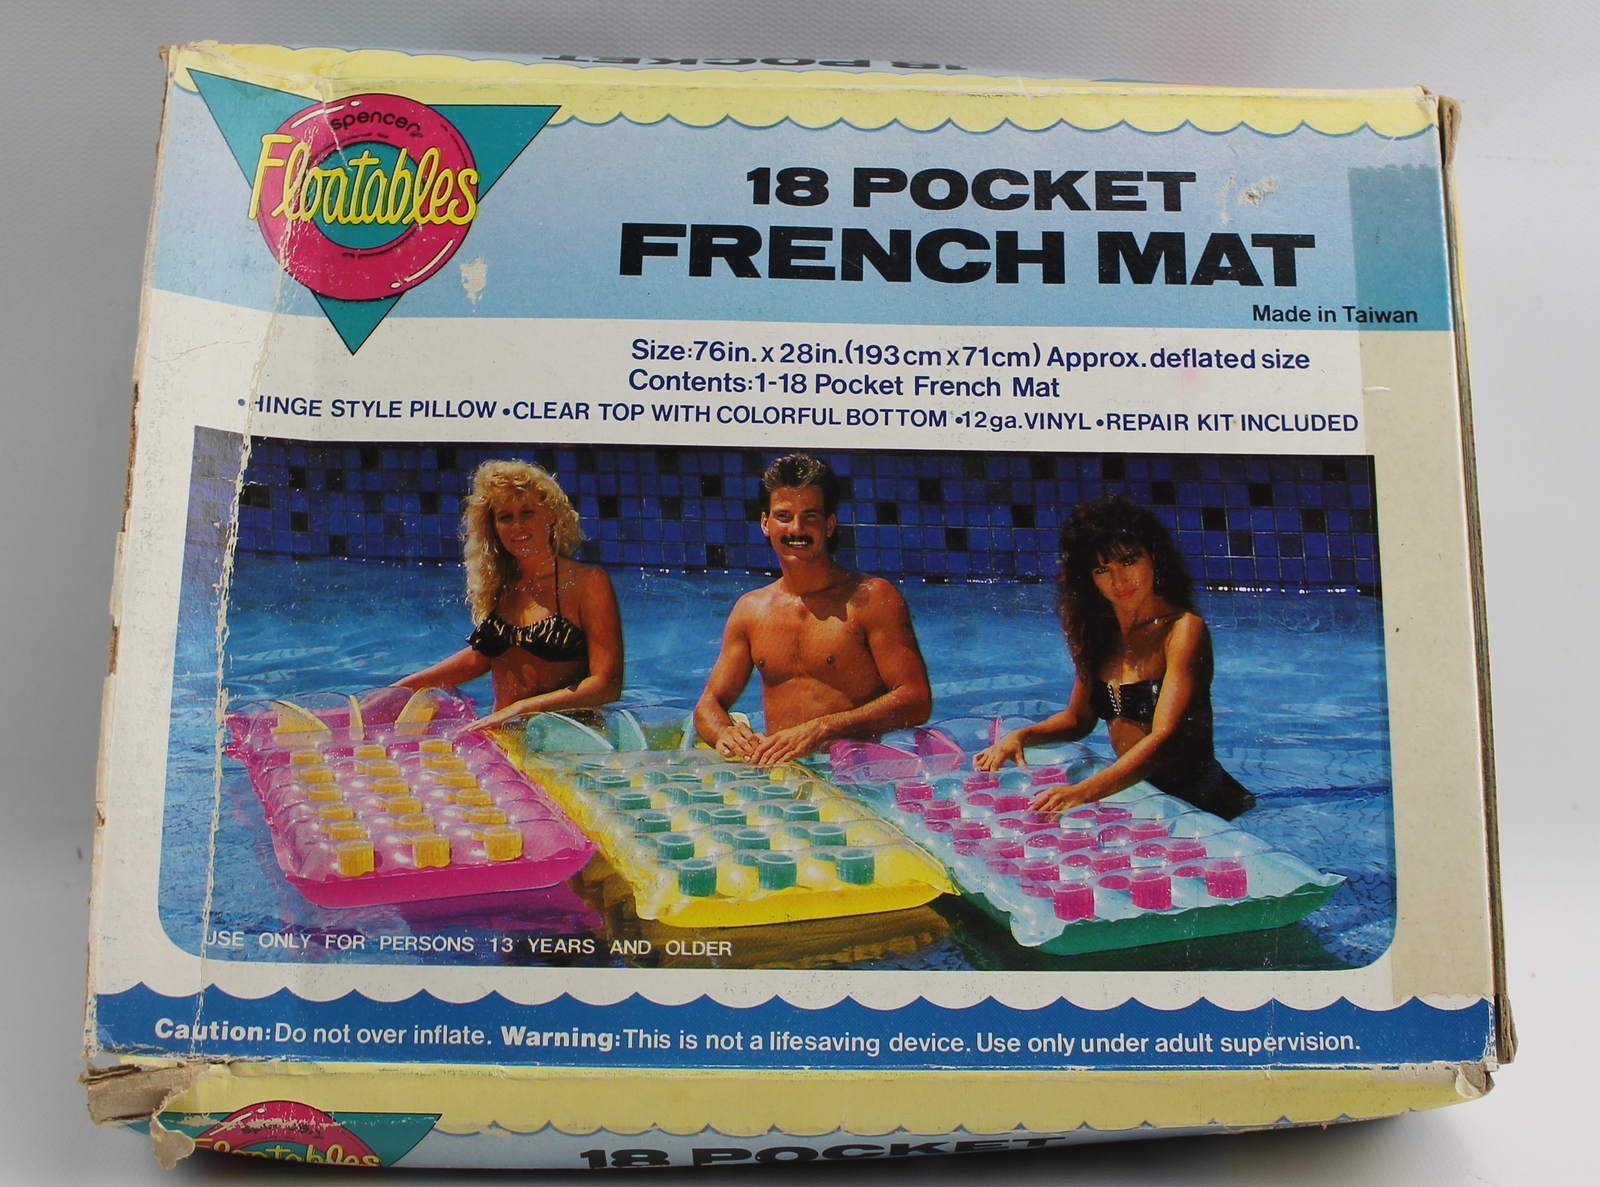 18 POCKET
spencer
Floatables
18 POCKET
FRENCH MAT
Made in Taiwan
Size:76in. x 28in.(193cm x 71cm) Approx. deflated size
Contents:1-18 Pocket French Mat
•HINGE STYLE PILLOW •CLEAR TOP WITH COLORFUL BOTTOM •12ga.VINYL •REPAIR KIT INCLUDED
USE ONLY FOR PERSONS 13 YEARS AND OLDER
Caution: Do not over inflate. Warning: This is not a lifesaving device. Use only under adult supervision.
Floatables
18 POCKET